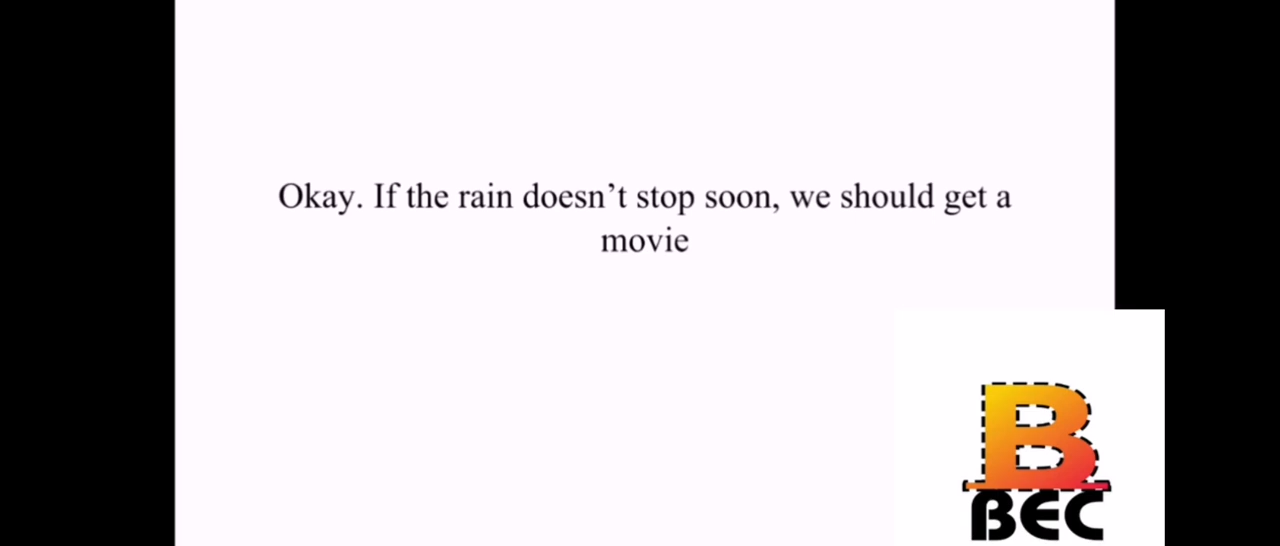 Okay. If the rain doesn’t stop soon, we should get a
movie
B
BEC